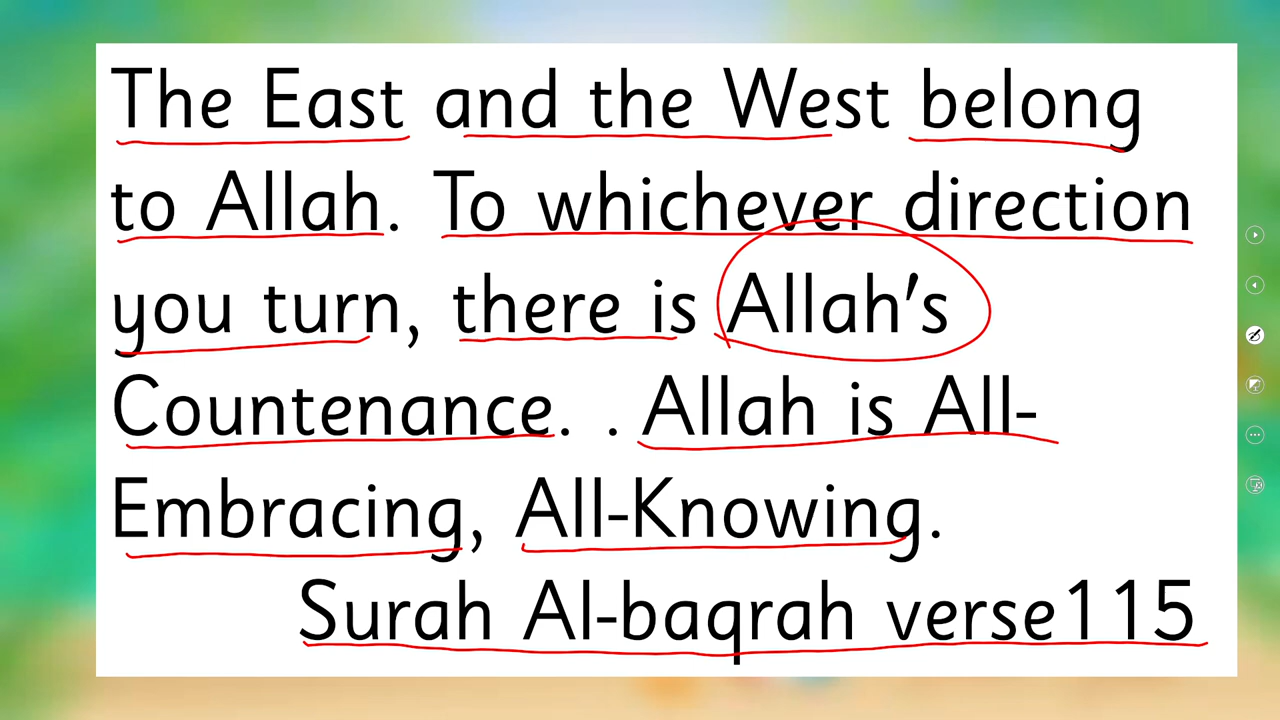 The East and the West belong
to Allah. To whichever direction
you turn, there is Allah's
Countenance. . Allah is All-
Embracing, All-Knowing.
Surah Al-baqrah verse115